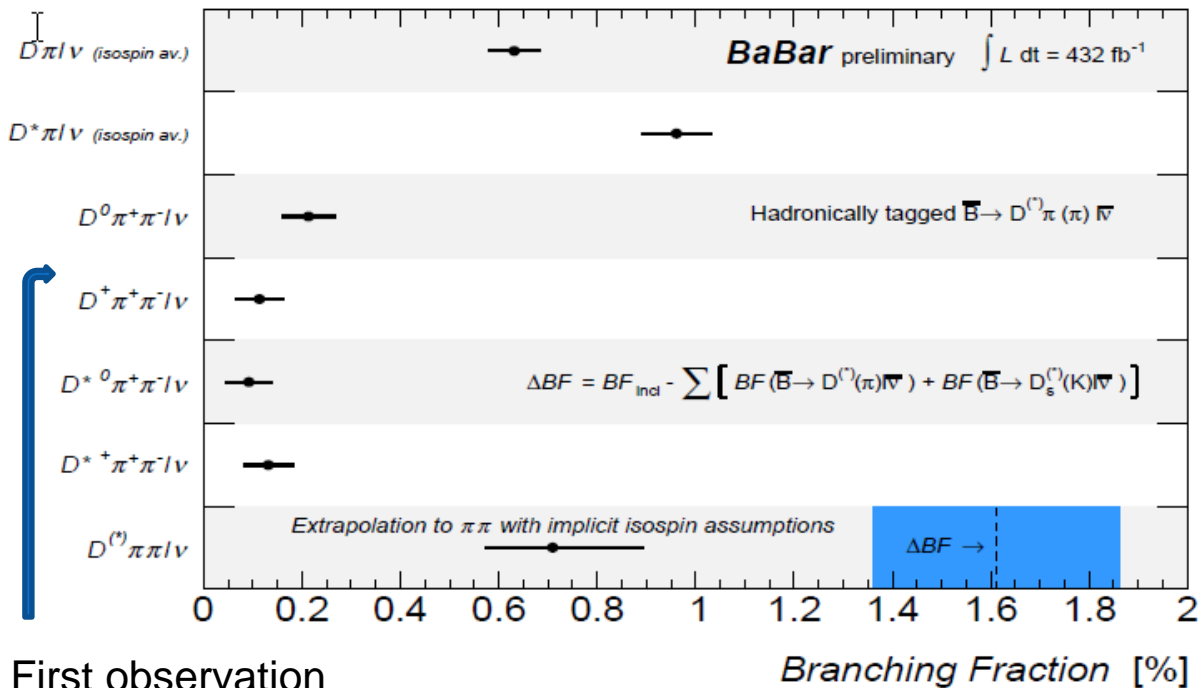 Dπlν (isospin av.)
BaBar preliminary ∫ L dt = 432 fb⁻¹
D*πlν (isospin av.)
D⁰π⁺π⁻lν
Hadronically tagged B̅ → D⁽*⁾π (π) lν̅
D⁺π⁺π⁻lν
D*⁰π⁺π⁻lν
ΔBF = BF_incl - ∑ [ BF(B̅ → D⁽*⁾(π)lν̅ ) + BF(B̅ → D_s⁽*⁾(K)lν̅ ) ]
D*⁺π⁺π⁻lν
Extrapolation to ππ with implicit isospin assumptions
D⁽*⁾ππlν
ΔBF →
0 0.2 0.4 0.6 0.8 1 1.2 1.4 1.6 1.8 2
First observation
Branching Fraction [%]